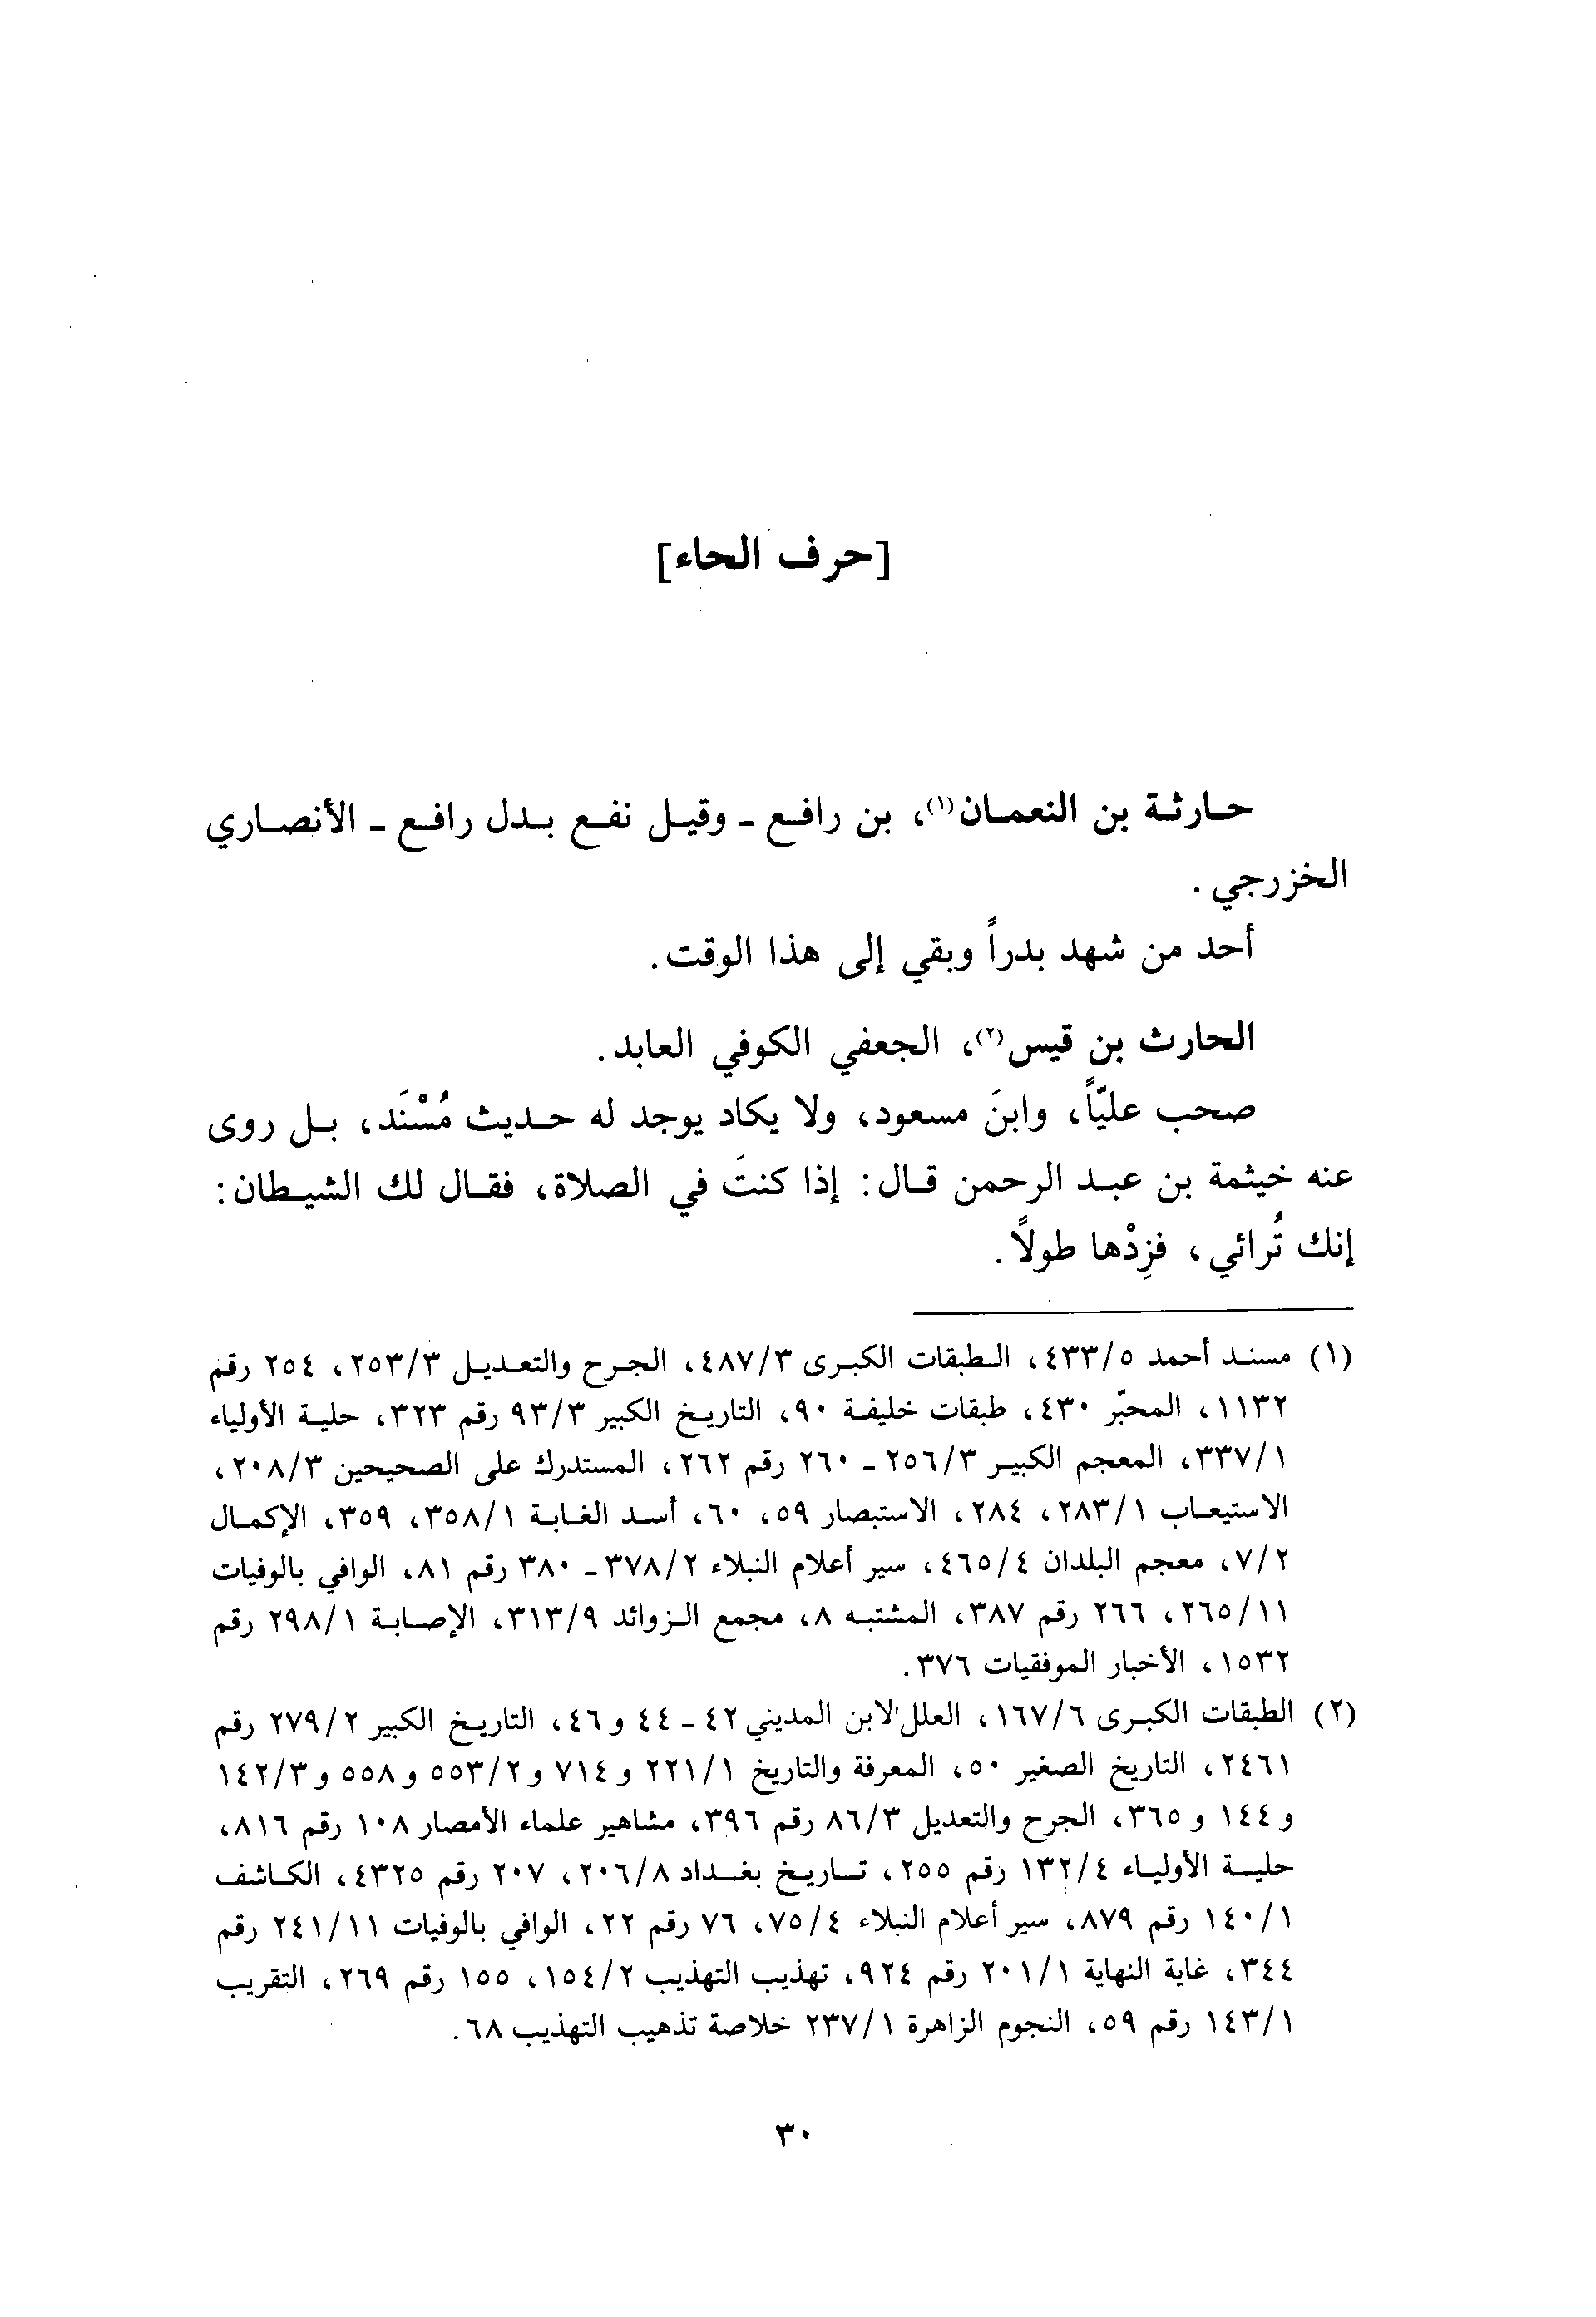 [حرف الحاء]
حارثة بن النعمان(١)، بن رافع - وقيل نفع بدل رافع - الأنصاري
الخزرجي.
أحد من شهد بدراً وبقي إلى هذا الوقت.
الحارث بن قيس(٢)، الجعفي الكوفي العابد.
صحب عليّاً، وابنَ مسعود، ولا يكاد يوجد له حديث مُسْنَد، بل روى
عنه خيثمة بن عبد الرحمن قال: إذا كنتَ في الصلاة، فقال لك الشيطان:
إنك تُرائي، فزِدْها طولاً.
(١) مسند أحمد ٤٣٣/٥، الطبقات الكبرى ٤٨٧/٣، الجرح والتعديل ٢٥٣/٣، ٢٥٤ رقم
١١٣٢، المحبّر ٤٣٠، طبقات خليفة ٩٠، التاريخ الكبير ٩٣/٣ رقم ٣٢٣، حلية الأولياء
٣٣٧/١، المعجم الكبير ٢٥٦/٣ - ٢٦٠ رقم ٢٦٢، المستدرك على الصحيحين ٢٠٨/٣،
الاستيعاب ٢٨٣/١، ٢٨٤، الاستبصار ٥٩، ٦٠، أسد الغابة ٣٥٨/١، ٣٥٩، الإكمال
٧/٢، معجم البلدان ٤٦٥/٤، سير أعلام النبلاء ٣٧٨/٢ - ٣٨٠ رقم ٨١، الوافي بالوفيات
٢٦٥/١١، ٢٦٦ رقم ٣٨٧، المشتبه ٨، مجمع الزوائد ٣١٣/٩، الإصابة ٢٩٨/١ رقم
١٥٣٢، الأخبار الموفقيات ٣٧٦.
(٢) الطبقات الكبرى ١٦٧/٦، العلل لابن المديني ٤٢ - ٤٤ و ٤٦، التاريخ الكبير ٢٧٩/٢ رقم
٢٤٦١، التاريخ الصغير ٥٠، المعرفة والتاريخ ٢٢١/١ و ٧١٤ و ٥٥٣/٢ و ٥٥٨ و ١٤٢/٣
و ١٤٤ و ٣٦٥، الجرح والتعديل ٨٦/٣ رقم ٣٩٦، مشاهير علماء الأمصار ١٠٨ رقم ٨١٦،
حلية الأولياء ١٣٢/٤ رقم ٢٥٥، تاريخ بغداد ٢٠٦/٨، ٢٠٧ رقم ٤٣٢٥، الكاشف
١٤٠/١ رقم ٨٧٩، سير أعلام النبلاء ٧٥/٤، ٧٦ رقم ٢٢، الوافي بالوفيات ٢٤١/١١ رقم
٣٤٤، غاية النهاية ٢٠١/١ رقم ٩٢٤، تهذيب التهذيب ١٥٤/٢، ١٥٥ رقم ٢٦٩، التقريب
١٤٣/١ رقم ٥٩، النجوم الزاهرة ٢٣٧/١ خلاصة تذهيب التهذيب ٦٨.
٣٠